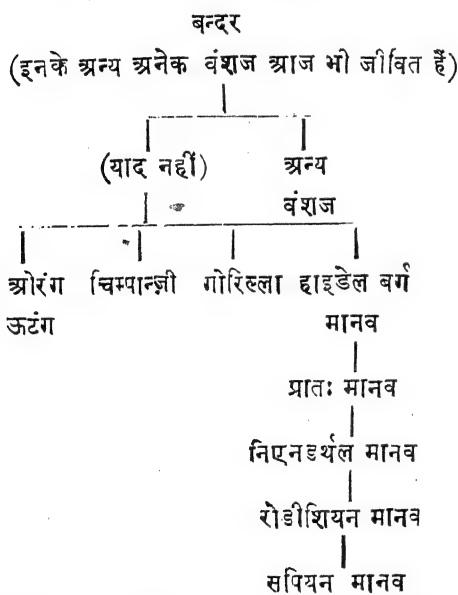 बन्दर
(इनके अन्य अनेक वंशज आज भी जीवित हैं)
(याद नहीं) अन्य
वंशज
ओरंग चिम्पान्ज़ी गोरिल्ला हाइडेल बर्ग
ऊटंग मानव
प्रातः मानव
निएनडर्थल मानव
रोडीशियन मानव
सपियन मानव